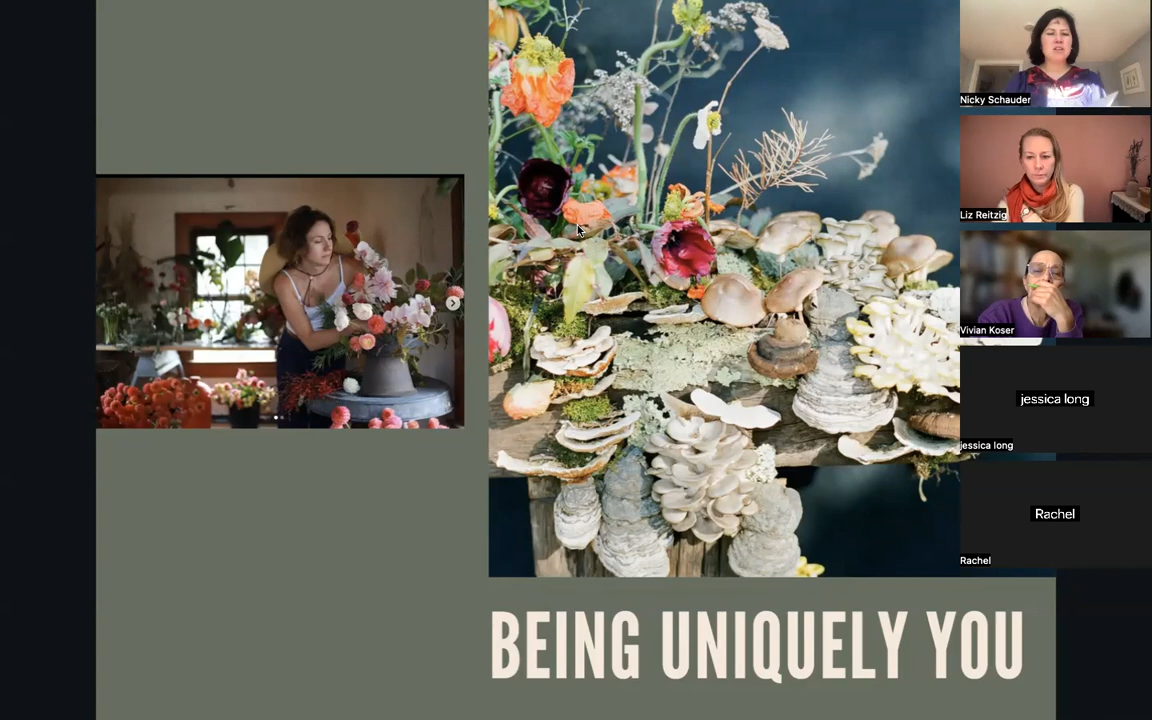 BEING UNIQUELY YOU
Nicky Schauder
Liz Reitzig
Vivian Koser
jessica long
jessica long
Rachel
Rachel